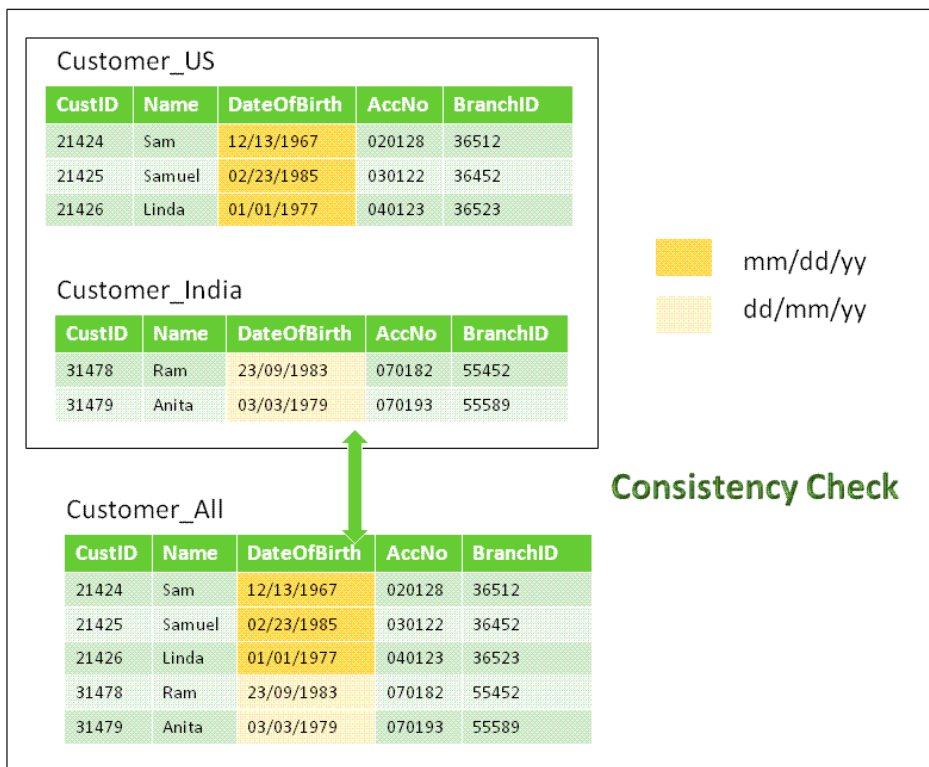 Customer_US
CustID Name DateOfBirth AccNo BranchID
21424 Sam 12/13/1967 020128 36512
21425 Samuel 02/23/1985 030122 36452
21426 Linda 01/01/1977 040123 36523
mm/dd/yy
dd/mm/yy
Customer_India
CustID Name DateOfBirth AccNo BranchID
31478 Ram 23/09/1983 070182 55452
31479 Anita 03/03/1979 070193 55589
Consistency Check
Customer_All
CustID Name DateOfBirth AccNo BranchID
21424 Sam 12/13/1967 020128 36512
21425 Samuel 02/23/1985 030122 36452
21426 Linda 01/01/1977 040123 36523
31478 Ram 23/09/1983 070182 55452
31479 Anita 03/03/1979 070193 55589